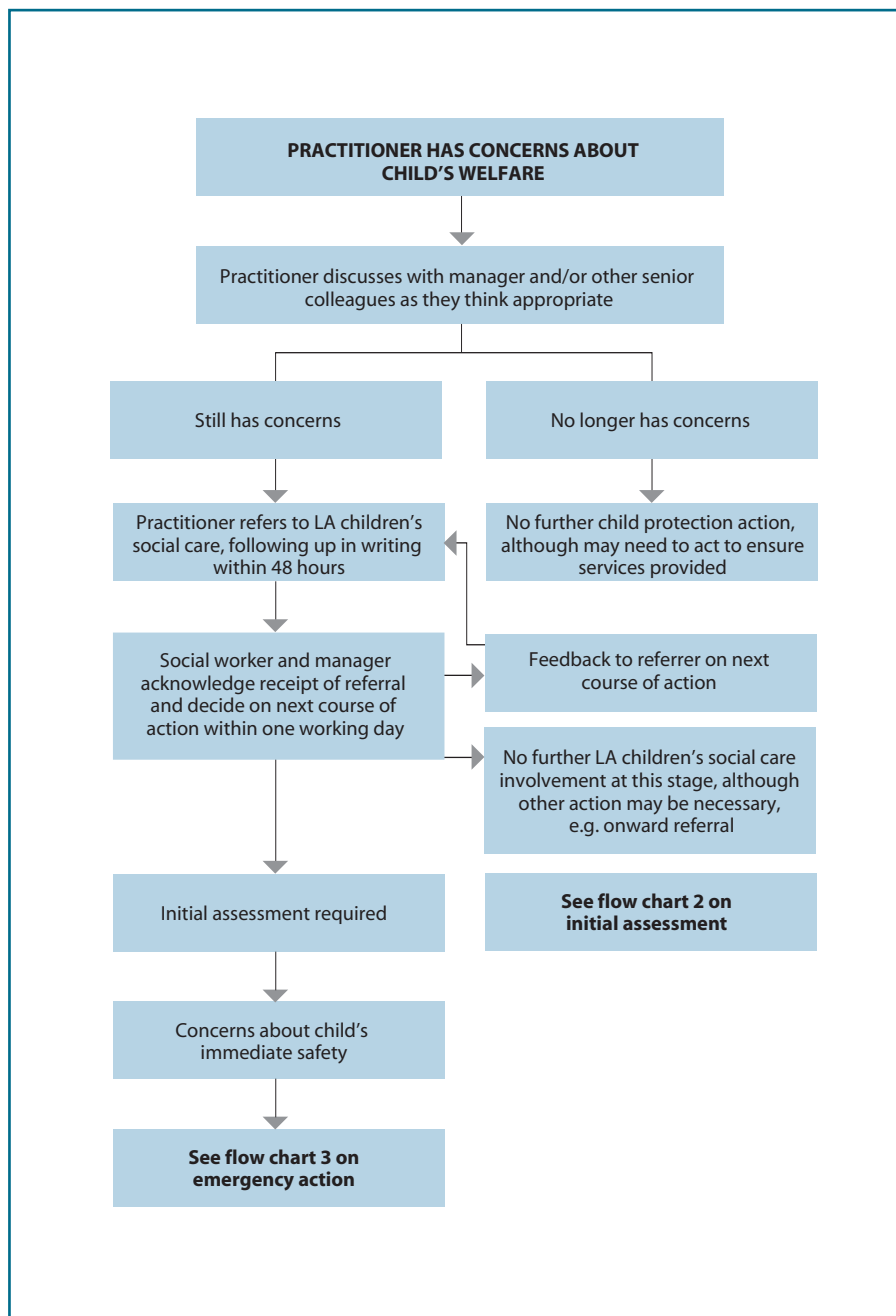 PRACTITIONER HAS CONCERNS ABOUT
CHILD’S WELFARE
Practitioner discusses with manager and/or other senior
colleagues as they think appropriate
Still has concerns
No longer has concerns
Practitioner refers to LA children’s
social care, following up in writing
within 48 hours
No further child protection action,
although may need to act to ensure
services provided
Social worker and manager
acknowledge receipt of referral
and decide on next course of
action within one working day
Feedback to referrer on next
course of action
No further LA children’s social care
involvement at this stage, although
other action may be necessary,
e.g. onward referral
Initial assessment required
See flow chart 2 on
initial assessment
Concerns about child’s
immediate safety
See flow chart 3 on
emergency action